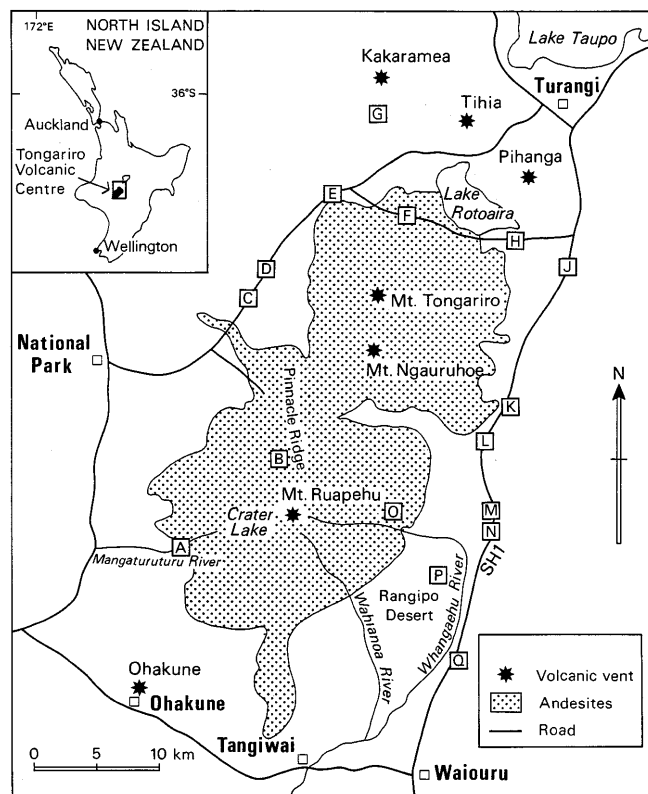 172°E
NORTH ISLAND
NEW ZEALAND
36°S
Auckland
Tongariro
Volcanic
Centre
Wellington
Lake Taupo
Kakaramea
Turangi
G
Tihia
Pihanga
E
Lake
Rotoaira
F
H
D
J
C
Mt. Tongariro
National
Park
Mt. Ngauruhoe
N
Pinnacle Ridge
K
L
B
Mt. Ruapehu
O
M
Crater
Lake
N
SH1
A
Mangaturuturu River
P
Rangipo
Desert
Wahianoa River
Whangaehu River
Q
Ohakune
Ohakune
Volcanic vent
Andesites
Road
0 5 10 km
Tangiwai
Waiouru